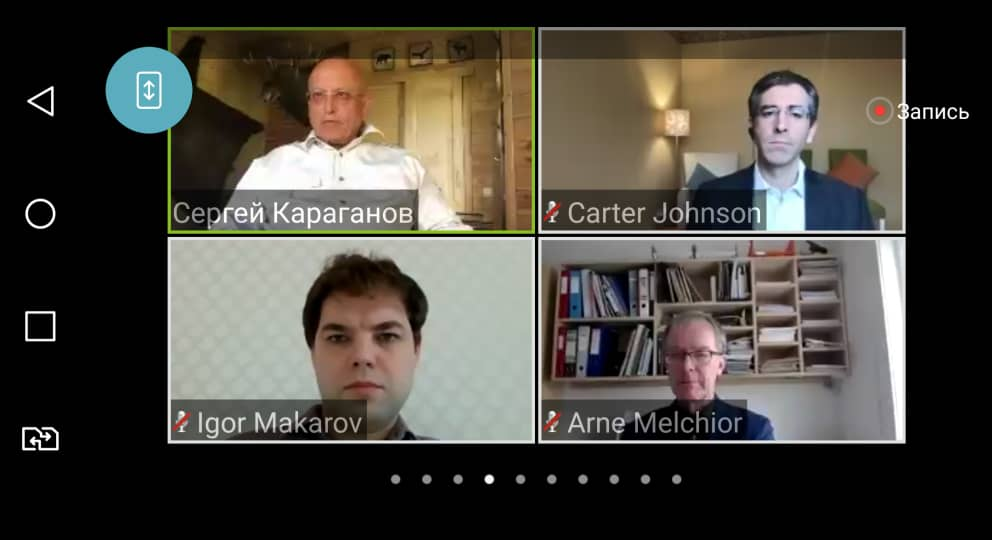 Сергей Караганов
Carter Johnson
Запись
Igor Makarov
Arne Melchior